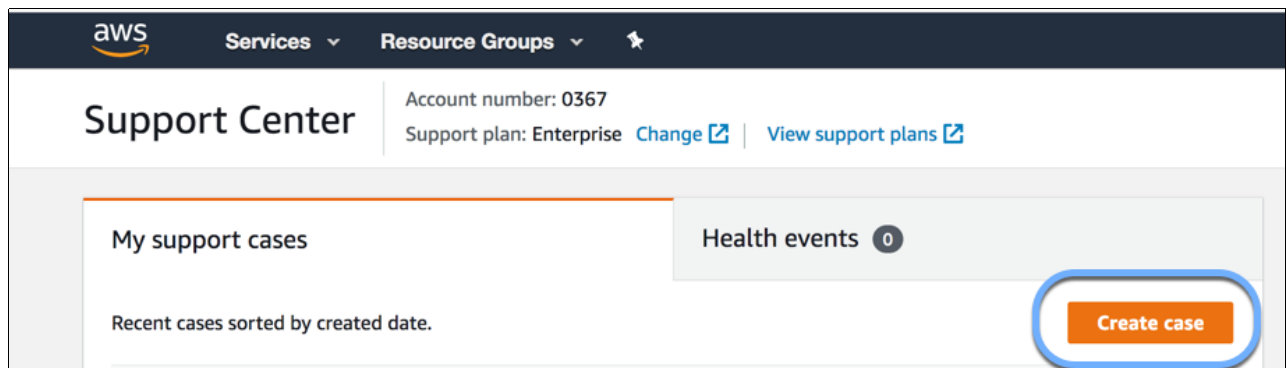 aws Services Resource Groups
Support Center
Account number: 0367
Support plan: Enterprise Change View support plans
My support cases
Health events 0
Recent cases sorted by created date.
Create case